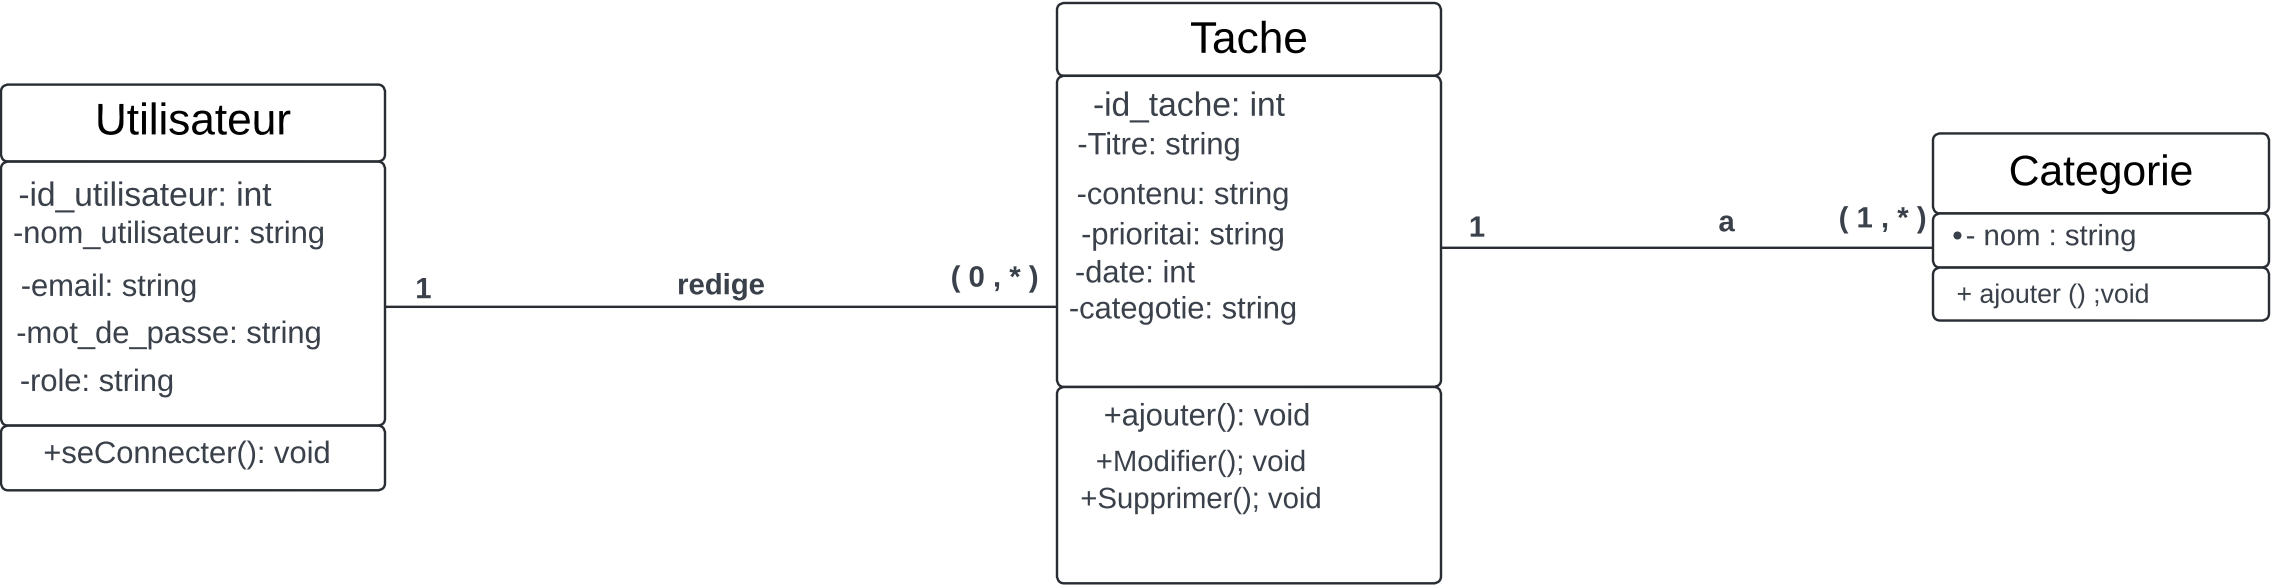 Utilisateur
-id_utilisateur: int
-nom_utilisateur: string
-email: string
-mot_de_passe: string
-role: string
+seConnecter(): void
1
redige
( 0 , * )
Tache
-id_tache: int
-Titre: string
-contenu: string
-prioritai: string
-date: int
-categotie: string
+ajouter(): void
+Modifier(); void
+Supprimer(); void
1
a
( 1 , * )
Categorie
•- nom : string
+ ajouter () ;void